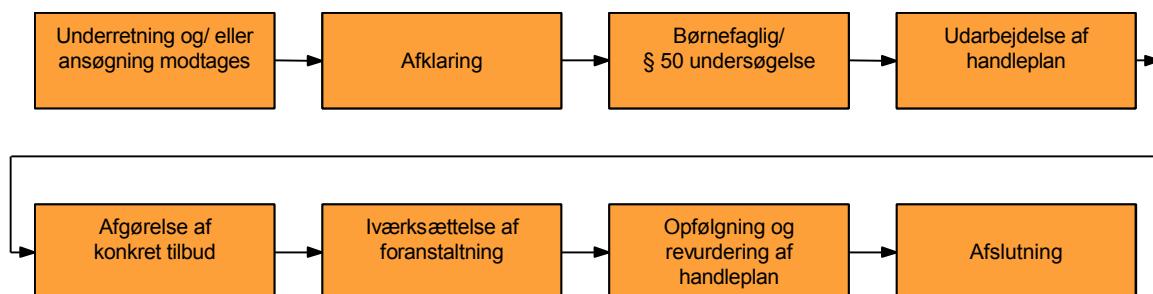 Underretning og/ eller
ansøgning modtages
Afklaring
Børnefaglig/
§ 50 undersøgelse
Udarbejdelse af
handleplan
Afgørelse af
konkret tilbud
Iværksættelse af
foranstaltning
Opfølgning og
revurdering af
handleplan
Afslutning